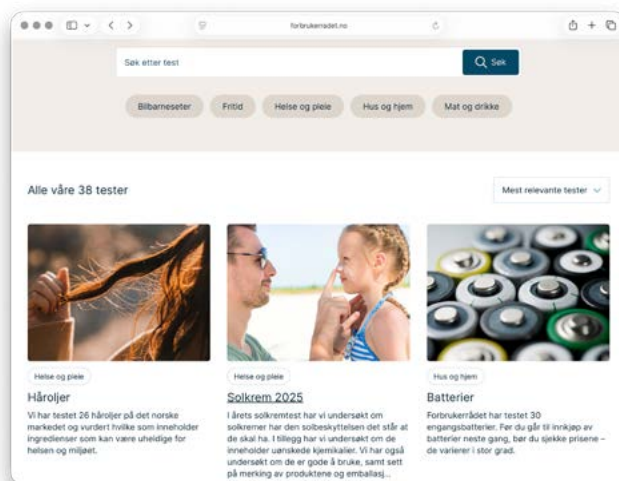 forbrukerradet.no
Søk etter test
Søk
Bilbarneseter
Fritid
Helse og pleie
Hus og hjem
Mat og drikke
Alle våre 38 tester
Mest relevante tester
Helse og pleie
Håroljer
Vi har testet 26 håroljer på det norske
markedet og vurdert hvilke som inneholder
ingredienser som kan være uheldige for
helsen og miljøet.
Helse og pleie
Solkrem 2025
I årets solkremtest har vi undersøkt om
solkremer har den solbeskyttelsen det står at
de skal ha. I tillegg har vi undersøkt om de
inneholder uønskede kjemikalier. Vi har også
undersøkt om de er gode å bruke, samt sett
på merking av produktene og emballasj...
Hus og hjem
Batterier
Forbrukerrådet har testet 30
engangsbatterier. Før du går til innkjøp av
batterier neste gang, bør du sjekke prisene –
de varierer i stor grad.